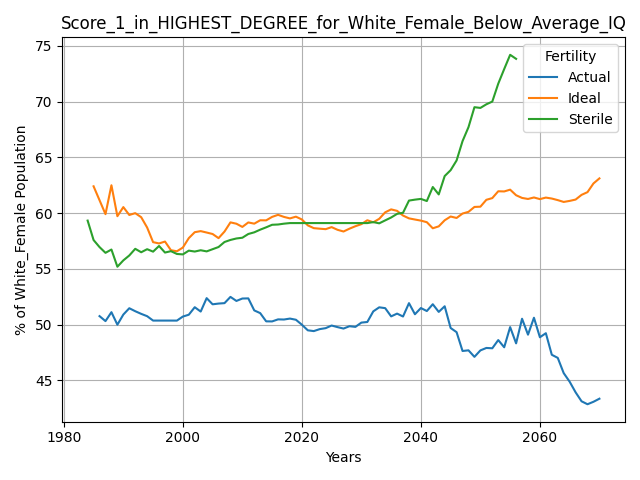 Score_1_in_HIGHEST_DEGREE_for_White_Female_Below_Average_IQ
Fertility
Actual
Ideal
Sterile
% of White_Female Population
75
70
65
60
55
50
45
1980
2000
2020
2040
2060
Years